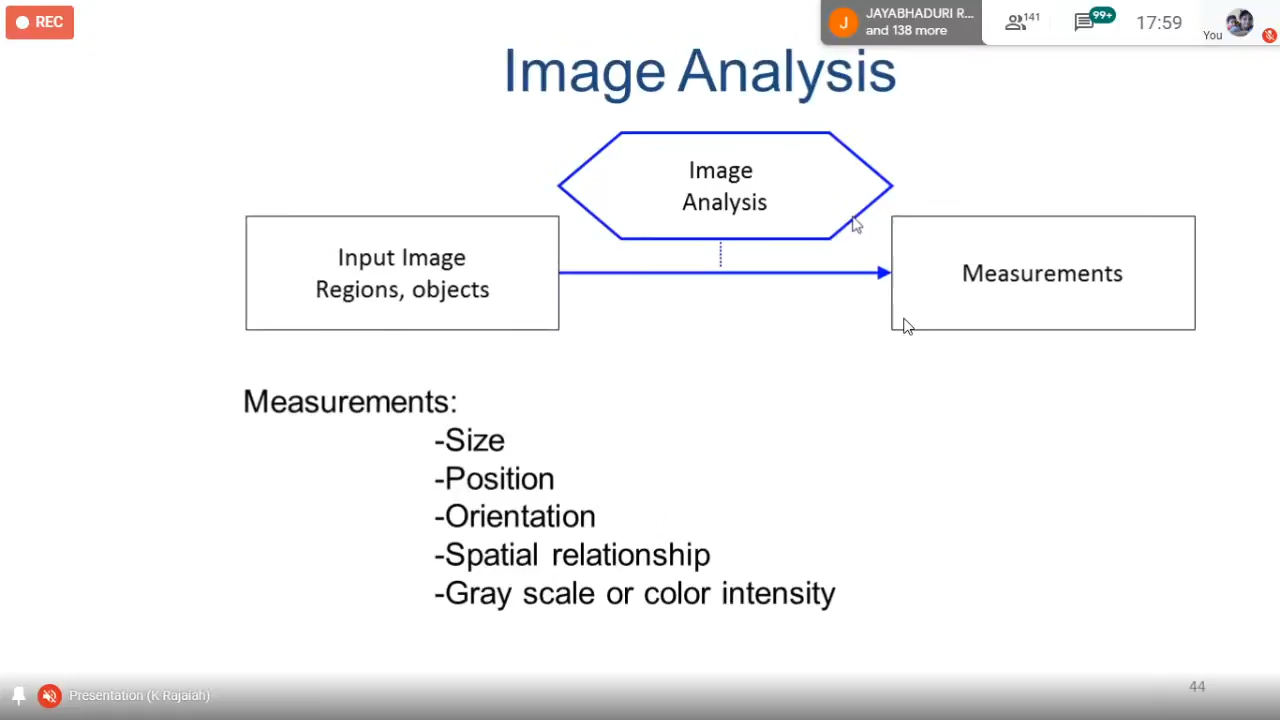 REC
J
JAYABHADURI R...
and 138 more
141
99+
17:59
You
Image Analysis
Image
Analysis
Input Image
Regions, objects
Measurements
Measurements:
-Size
-Position
-Orientation
-Spatial relationship
-Gray scale or color intensity
Presentation (K Rajaiah)
44